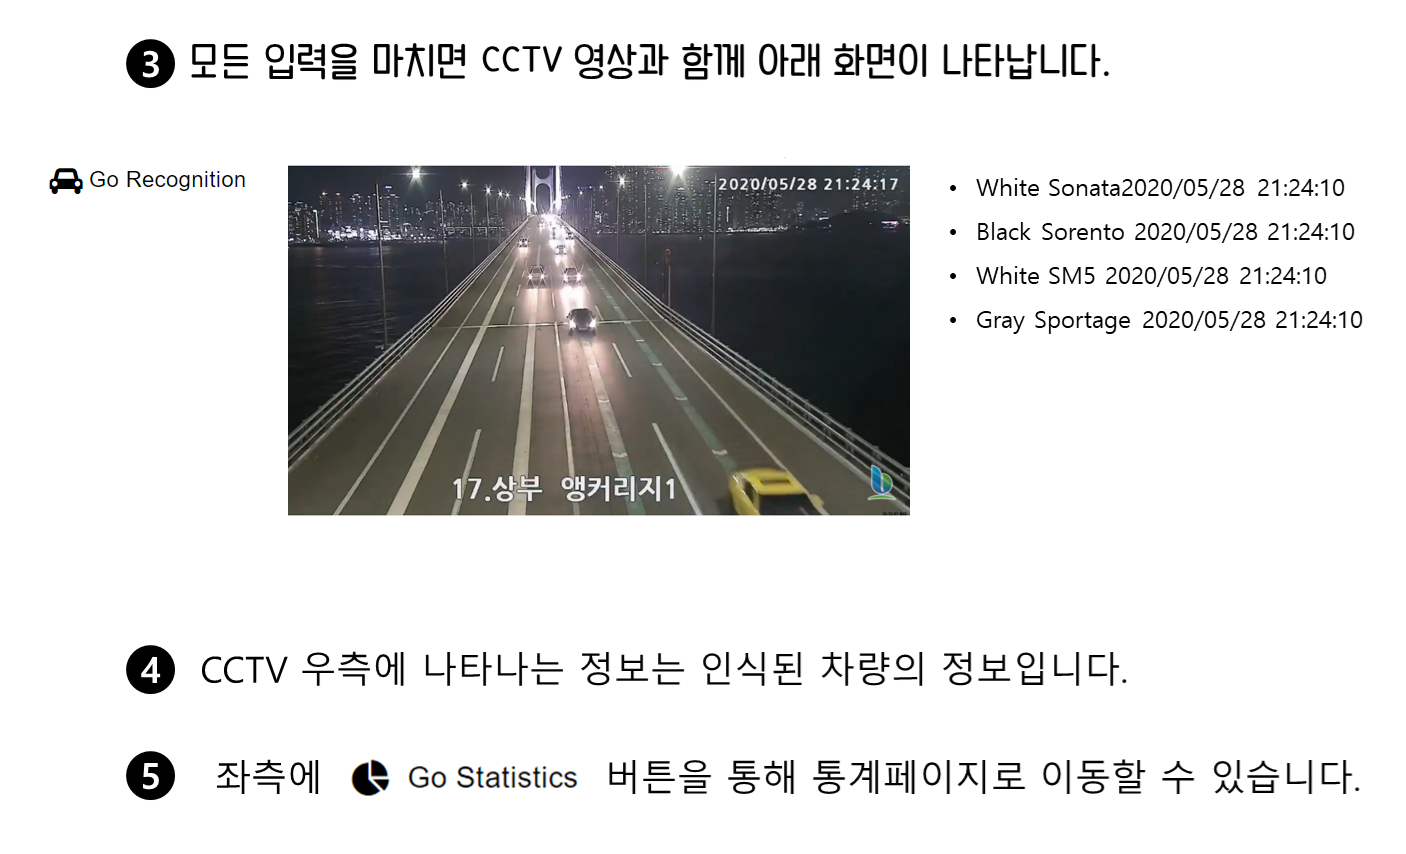 3 모든 입력을 마치면 CCTV 영상과 함께 아래 화면이 나타납니다.
Go Recognition
2020/05/28 21:24:17
17.상부 앵커리지1
• White Sonata2020/05/28 21:24:10
• Black Sorento 2020/05/28 21:24:10
• White SM5 2020/05/28 21:24:10
• Gray Sportage 2020/05/28 21:24:10
4 CCTV 우측에 나타나는 정보는 인식된 차량의 정보입니다.
5 좌측에 Go Statistics 버튼을 통해 통계페이지로 이동할 수 있습니다.